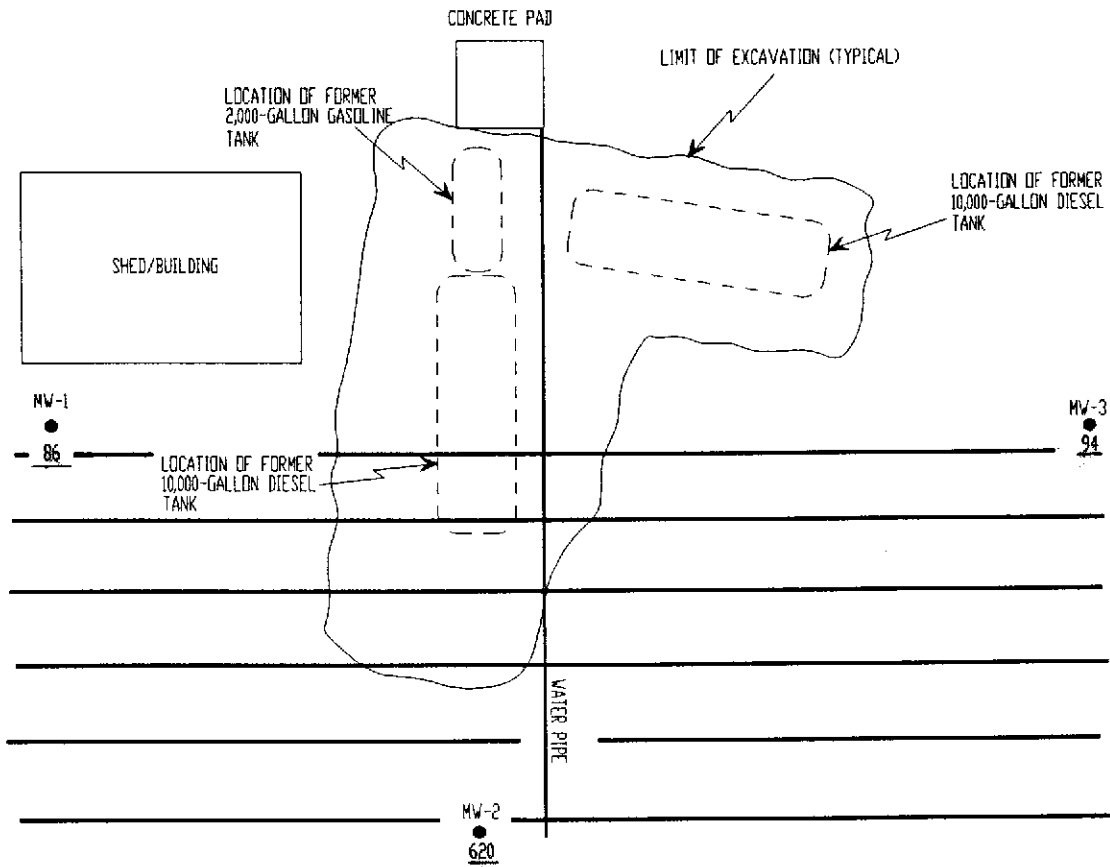 CONCRETE PAD
LIMIT OF EXCAVATION (TYPICAL)
LOCATION OF FORMER
2,000-GALLON GASOLINE
TANK
LOCATION OF FORMER
10,000-GALLON DIESEL
TANK
SHED/BUILDING
MW-1
86
MW-3
94
LOCATION OF FORMER
10,000-GALLON DIESEL
TANK
WATER PIPE
MW-2
620